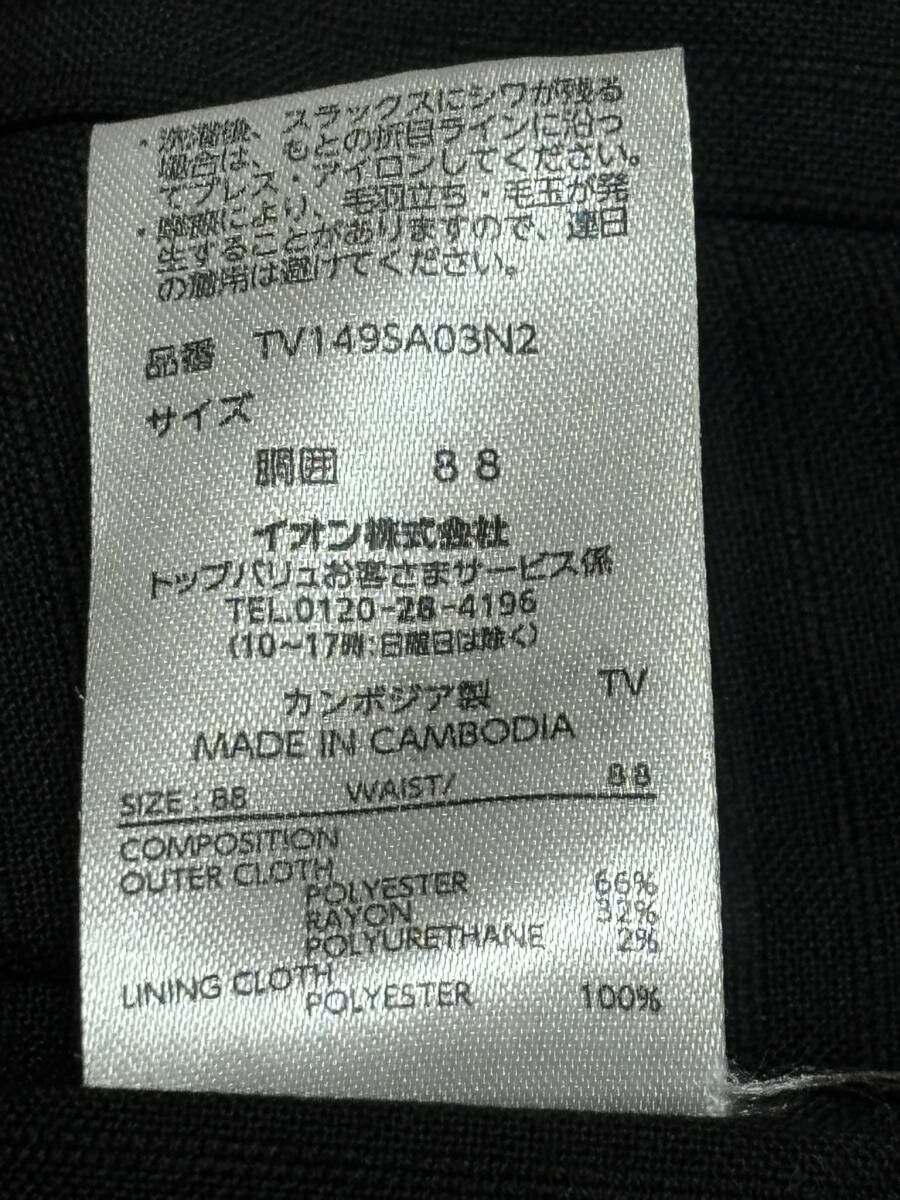 ・洗濯後、スラックスにシワが残る
場合は、もとの折目ラインに沿っ
てプレス・アイロンしてください。
・摩擦により、毛羽立ち・毛玉が発
生することがありますので、連日
の着用は避けてください。
品番 TV149SA03N2
サイズ
胴囲 88
イオン株式会社
トップバリュお客さまサービス係
TEL.0120-28-4196
(10～17時:日曜日は除く)
カンボジア製 TV
MADE IN CAMBODIA
SIZE : 88 WAIST/ 88
COMPOSITION
OUTER CLOTH
POLYESTER 66%
RAYON 32%
POLYURETHANE 2%
LINING CLOTH
POLYESTER 100%